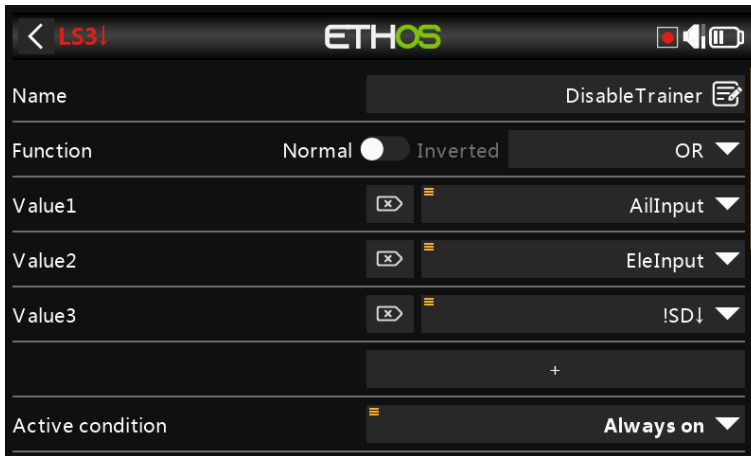 LS3↓ ETHOS
Name DisableTrainer
Function Normal Inverted OR
Value1 AilInput
Value2 EleInput
Value3 !SD↓
+
Active condition Always on